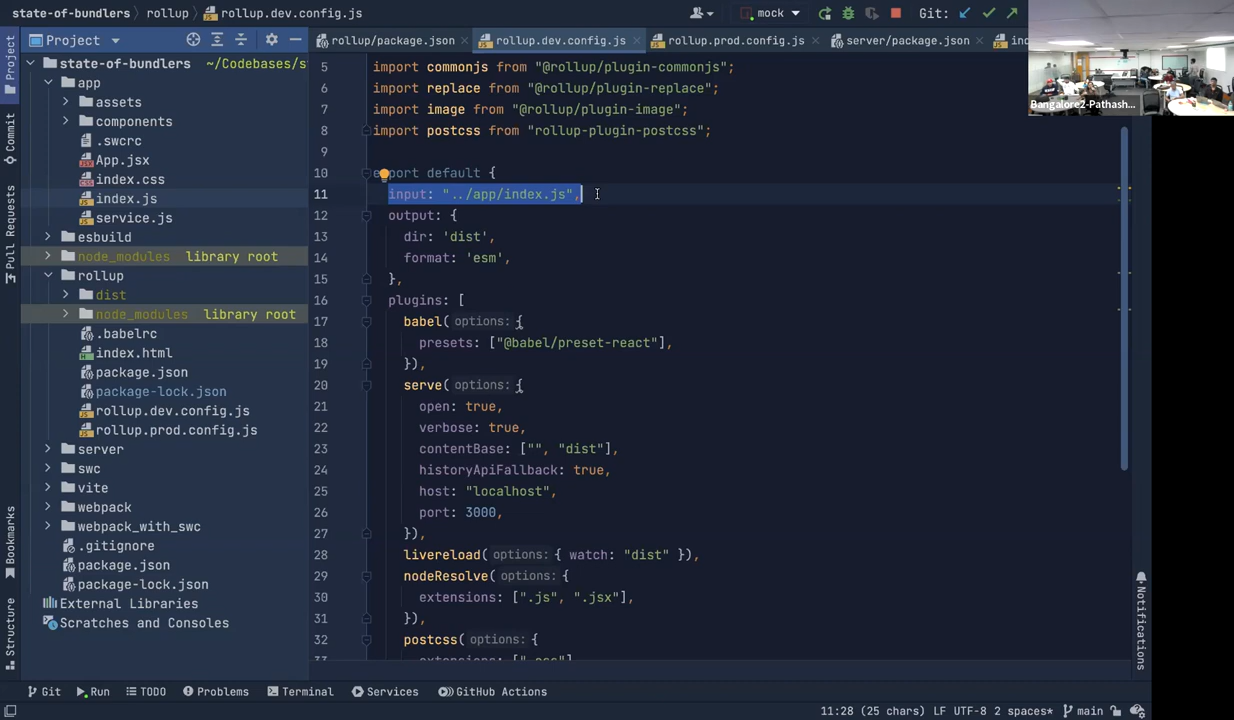 state-of-bundlers
rollup
rollup.dev.config.js
mock
Git:
Project
rollup/package.json
rollup.dev.config.js
rollup.prod.config.js
server/package.json
Bangalore2-Pathash...
Project
Commit
Pull Requests
Bookmarks
Structure
state-of-bundlers ~/Codebases/s
app
assets
components
.swcrc
App.jsx
index.css
index.js
service.js
esbuild
node_modules library root
rollup
dist
node_modules library root
.babelrc
index.html
package.json
package-lock.json
rollup.dev.config.js
rollup.prod.config.js
server
swc
vite
webpack
webpack_with_swc
.gitignore
package.json
package-lock.json
External Libraries
Scratches and Consoles
5 import commonjs from "@rollup/plugin-commonjs";
6 import replace from "@rollup/plugin-replace";
7 import image from "@rollup/plugin-image";
8 import postcss from "rollup-plugin-postcss";
9
10 export default {
11 input: "../app/index.js",
12 output: {
13 dir: 'dist',
14 format: 'esm',
15 },
16 plugins: [
17 babel( options: {
18 presets: ["@babel/preset-react"],
19 }),
20 serve( options: {
21 open: true,
22 verbose: true,
23 contentBase: ["", "dist"],
24 historyApiFallback: true,
25 host: "localhost",
26 port: 3000,
27 }),
28 livereload( options: { watch: "dist" }),
29 nodeResolve( options: {
30 extensions: [".js", ".jsx"],
31 }),
32 postcss( options: {
Notifications
Git
Run
TODO
Problems
Terminal
Services
GitHub Actions
11:28 (25 chars) LF UTF-8 2 spaces* main